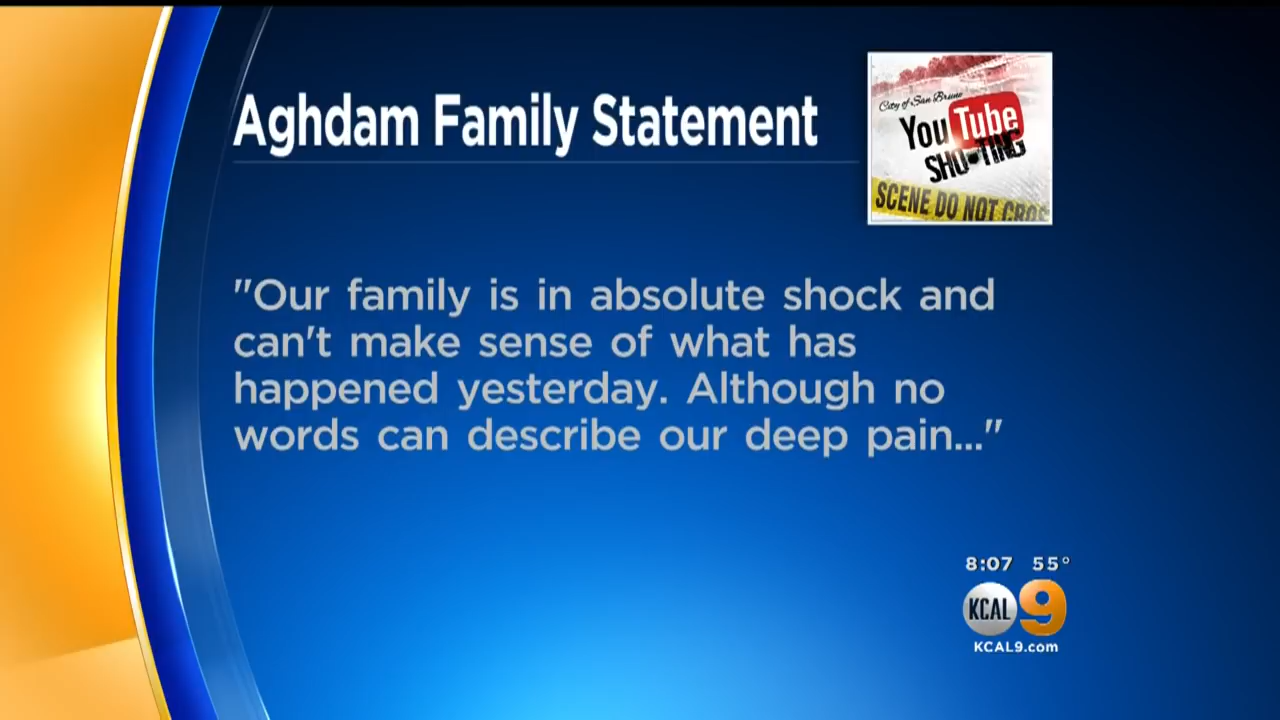 Aghdam Family Statement
City of San Bruno
YouTube
SHOOTING
SCENE DO NOT CROS
"Our family is in absolute shock and
can't make sense of what has
happened yesterday. Although no
words can describe our deep pain..."
8:07 55°
KCAL 9
KCAL9.com